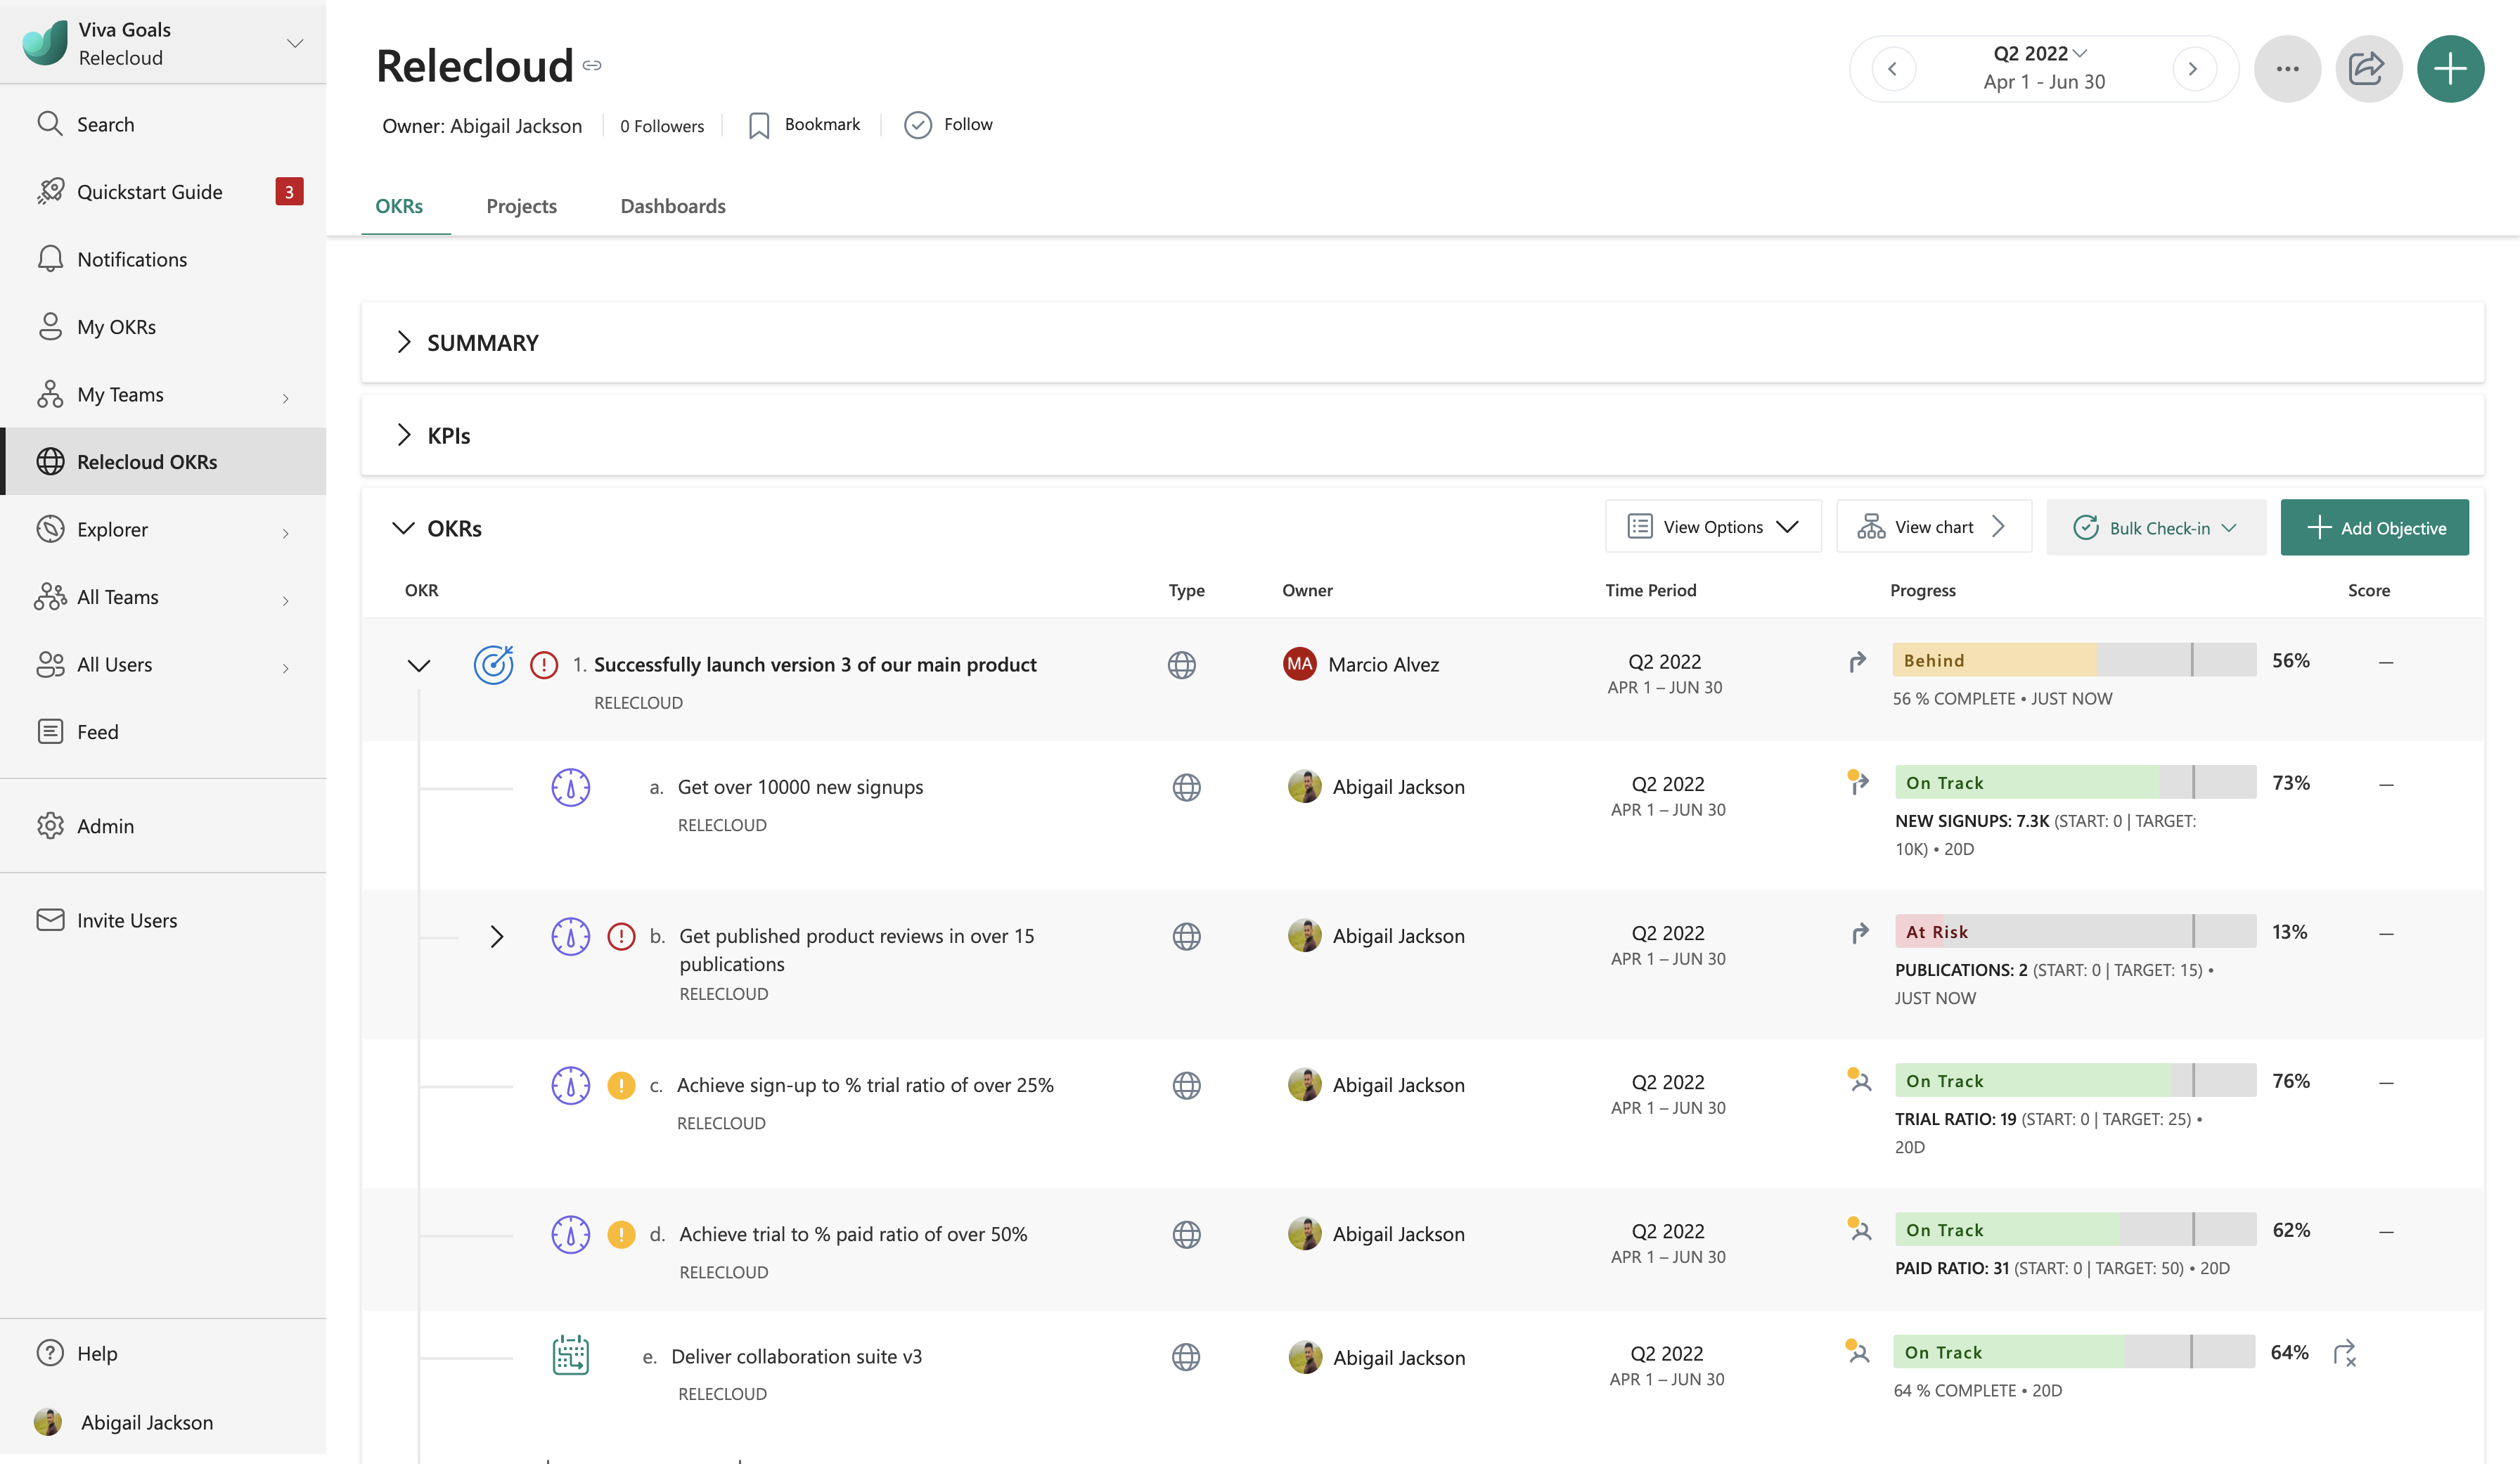 Viva Goals
Relecloud
Search
Quickstart Guide
3
Notifications
My OKRs
My Teams
Relecloud OKRs
Explorer
All Teams
All Users
Feed
Admin
Invite Users
Help
Abigail Jackson
Relecloud
Owner: Abigail Jackson
0 Followers
Bookmark
Follow
Q2 2022
Apr 1 - Jun 30
OKRs
Projects
Dashboards
SUMMARY
KPIs
OKRs
View Options
View chart
Bulk Check-in
Add Objective
OKR
Type
Owner
Time Period
Progress
Score
1. Successfully launch version 3 of our main product
RELECLOUD
MA
Marcio Alvez
Q2 2022
APR 1 – JUN 30
Behind
56%
—
56 % COMPLETE • JUST NOW
a. Get over 10000 new signups
RELECLOUD
Abigail Jackson
Q2 2022
APR 1 – JUN 30
On Track
73%
—
NEW SIGNUPS: 7.3K (START: 0 | TARGET:
10K) • 20D
b. Get published product reviews in over 15
publications
RELECLOUD
Abigail Jackson
Q2 2022
APR 1 – JUN 30
At Risk
13%
—
PUBLICATIONS: 2 (START: 0 | TARGET: 15) •
JUST NOW
c. Achieve sign-up to % trial ratio of over 25%
RELECLOUD
Abigail Jackson
Q2 2022
APR 1 – JUN 30
On Track
76%
—
TRIAL RATIO: 19 (START: 0 | TARGET: 25) •
20D
d. Achieve trial to % paid ratio of over 50%
RELECLOUD
Abigail Jackson
Q2 2022
APR 1 – JUN 30
On Track
62%
—
PAID RATIO: 31 (START: 0 | TARGET: 50) • 20D
e. Deliver collaboration suite v3
RELECLOUD
Abigail Jackson
Q2 2022
APR 1 – JUN 30
On Track
64%
64 % COMPLETE • 20D